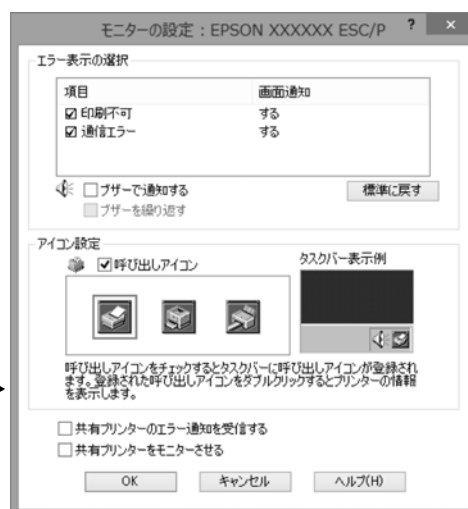 モニターの設定：EPSON XXXXXX ESC/P ? ×
エラー表示の選択
項目 画面通知
印刷不可 する
通信エラー する
ブザーで通知する 標準に戻す
ブザーを繰り返す
アイコン設定
呼び出しアイコン タスクバー表示例
呼び出しアイコンをチェックするとタスクバーに呼び出しアイコンが登録され
ます。登録された呼び出しアイコンをダブルクリックするとプリンターの情報
を表示します。
共有プリンターのエラー通知を受信する
共有プリンターをモニターさせる
OK キャンセル ヘルプ(H)